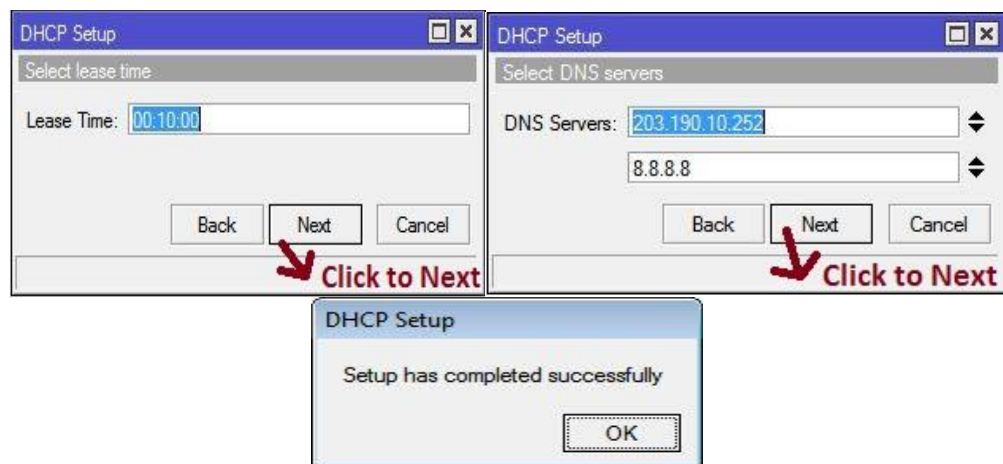 DHCP Setup
Select lease time
Lease Time: 00:10:00
Back Next Cancel
Click to Next
DHCP Setup
Select DNS servers
DNS Servers: 203.190.10.252
8.8.8.8
Back Next Cancel
Click to Next
DHCP Setup
Setup has completed successfully
OK